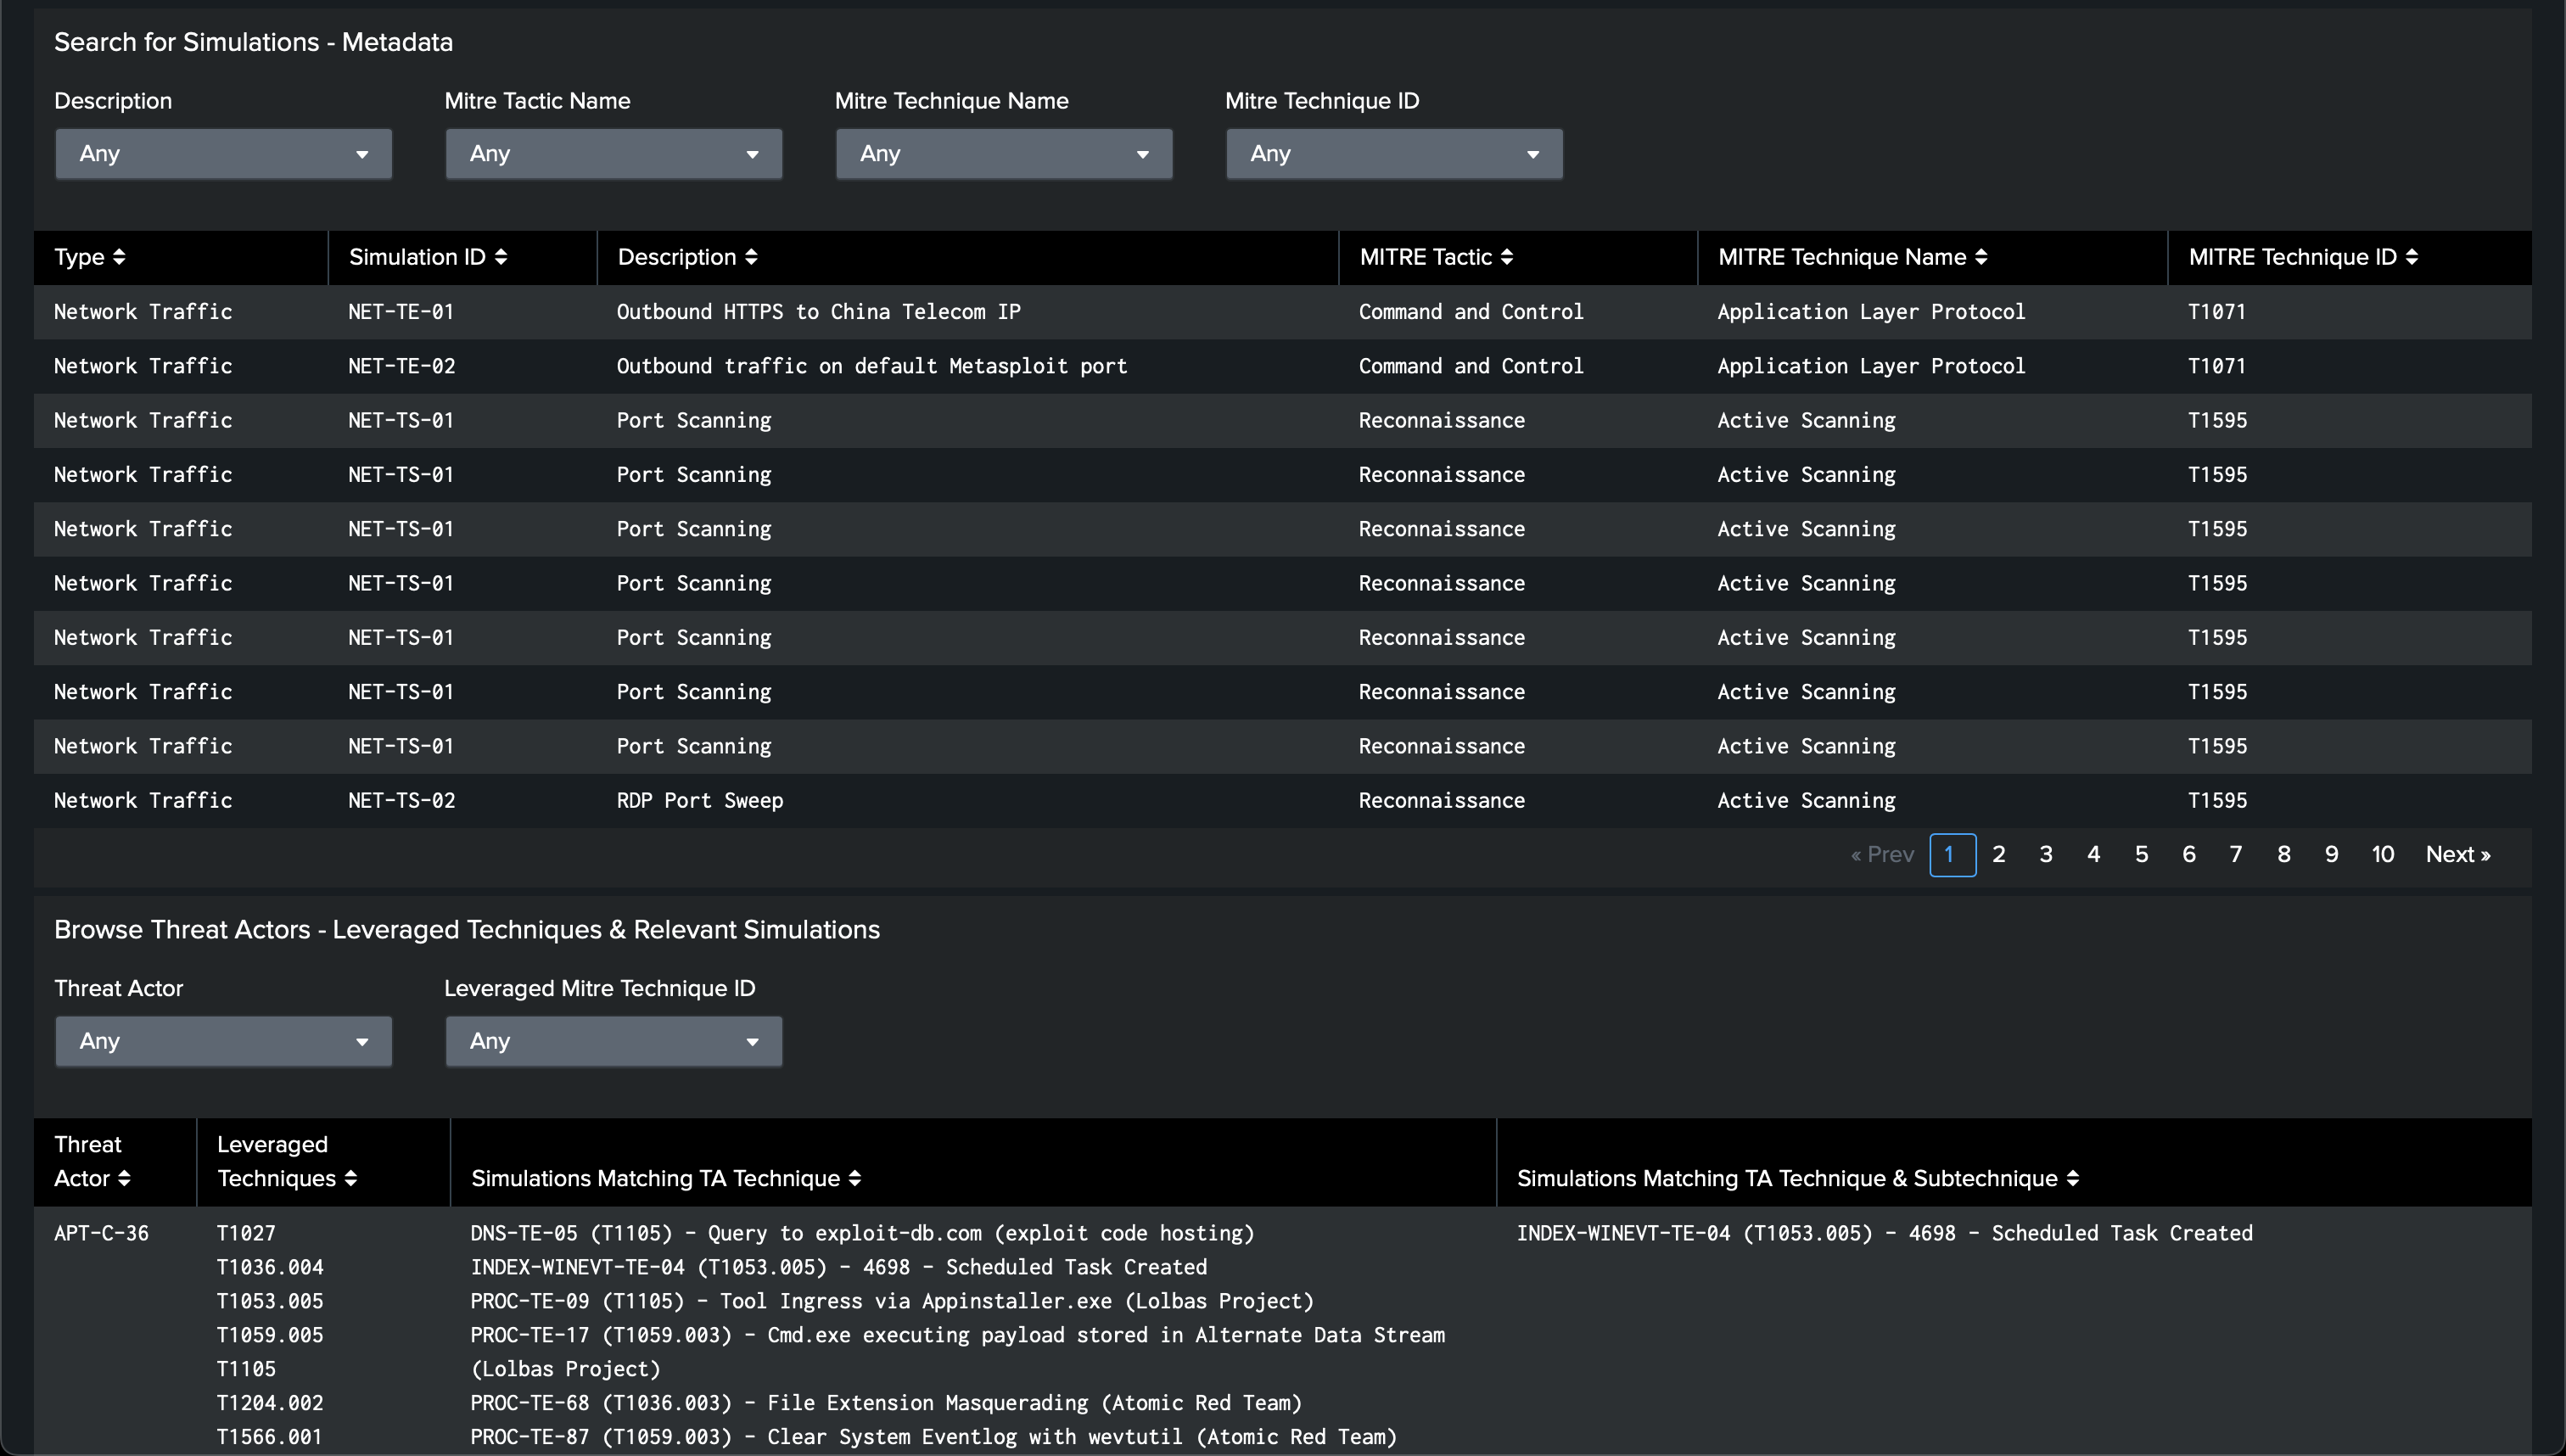 Search for Simulations - Metadata
Description Mitre Tactic Name Mitre Technique Name Mitre Technique ID
Any Any Any Any
Type Simulation ID Description MITRE Tactic MITRE Technique Name MITRE Technique ID
Network Traffic NET-TE-01 Outbound HTTPS to China Telecom IP Command and Control Application Layer Protocol T1071
Network Traffic NET-TE-02 Outbound traffic on default Metasploit port Command and Control Application Layer Protocol T1071
Network Traffic NET-TS-01 Port Scanning Reconnaissance Active Scanning T1595
Network Traffic NET-TS-01 Port Scanning Reconnaissance Active Scanning T1595
Network Traffic NET-TS-01 Port Scanning Reconnaissance Active Scanning T1595
Network Traffic NET-TS-01 Port Scanning Reconnaissance Active Scanning T1595
Network Traffic NET-TS-01 Port Scanning Reconnaissance Active Scanning T1595
Network Traffic NET-TS-01 Port Scanning Reconnaissance Active Scanning T1595
Network Traffic NET-TS-01 Port Scanning Reconnaissance Active Scanning T1595
Network Traffic NET-TS-02 RDP Port Sweep Reconnaissance Active Scanning T1595
« Prev 1 2 3 4 5 6 7 8 9 10 Next »
Browse Threat Actors - Leveraged Techniques & Relevant Simulations
Threat Actor Leveraged Mitre Technique ID
Any Any
Threat Leveraged
Actor Techniques Simulations Matching TA Technique Simulations Matching TA Technique & Subtechnique
APT-C-36 T1027 DNS-TE-05 (T1105) - Query to exploit-db.com (exploit code hosting) INDEX-WINEVT-TE-04 (T1053.005) - 4698 - Scheduled Task Created
T1036.004 INDEX-WINEVT-TE-04 (T1053.005) - 4698 - Scheduled Task Created
T1053.005 PROC-TE-09 (T1105) - Tool Ingress via Appinstaller.exe (Lolbas Project)
T1059.005 PROC-TE-17 (T1059.003) - Cmd.exe executing payload stored in Alternate Data Stream
T1105 (Lolbas Project)
T1204.002 PROC-TE-68 (T1036.003) - File Extension Masquerading (Atomic Red Team)
T1566.001 PROC-TE-87 (T1059.003) - Clear System Eventlog with wevtutil (Atomic Red Team)